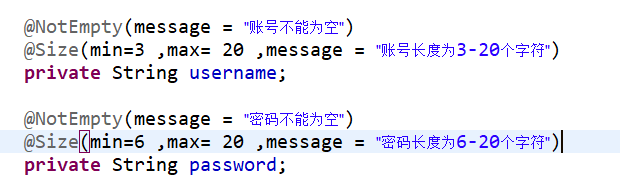 @NotEmpty(message = "账号不能为空")
@Size(min=3 ,max= 20 ,message = "账号长度为3-20个字符")
private String username;
@NotEmpty(message = "密码不能为空")
@Size(min=6 ,max= 20 ,message = "密码长度为6-20个字符")
private String password;